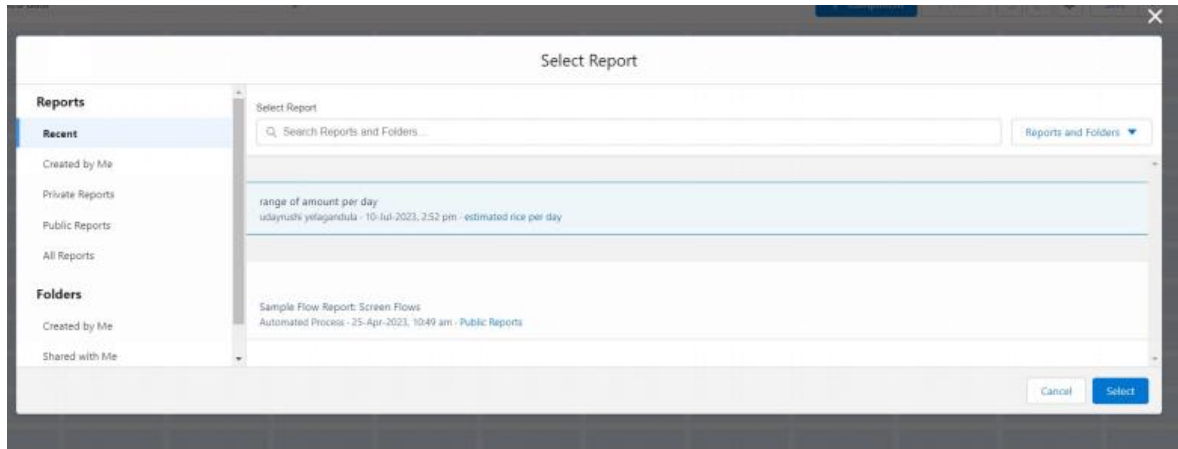 Select Report
Reports
Recent
Created by Me
Private Reports
Public Reports
All Reports
Folders
Created by Me
Shared with Me
Select Report
Search Reports and Folders...
Reports and Folders
range of amount per day
udayrushi yelagandula - 10-Jul-2023, 2:52 pm - estimated rice per day
Sample Flow Report: Screen Flows
Automated Process - 25-Apr-2023, 10:49 am - Public Reports
Cancel
Select